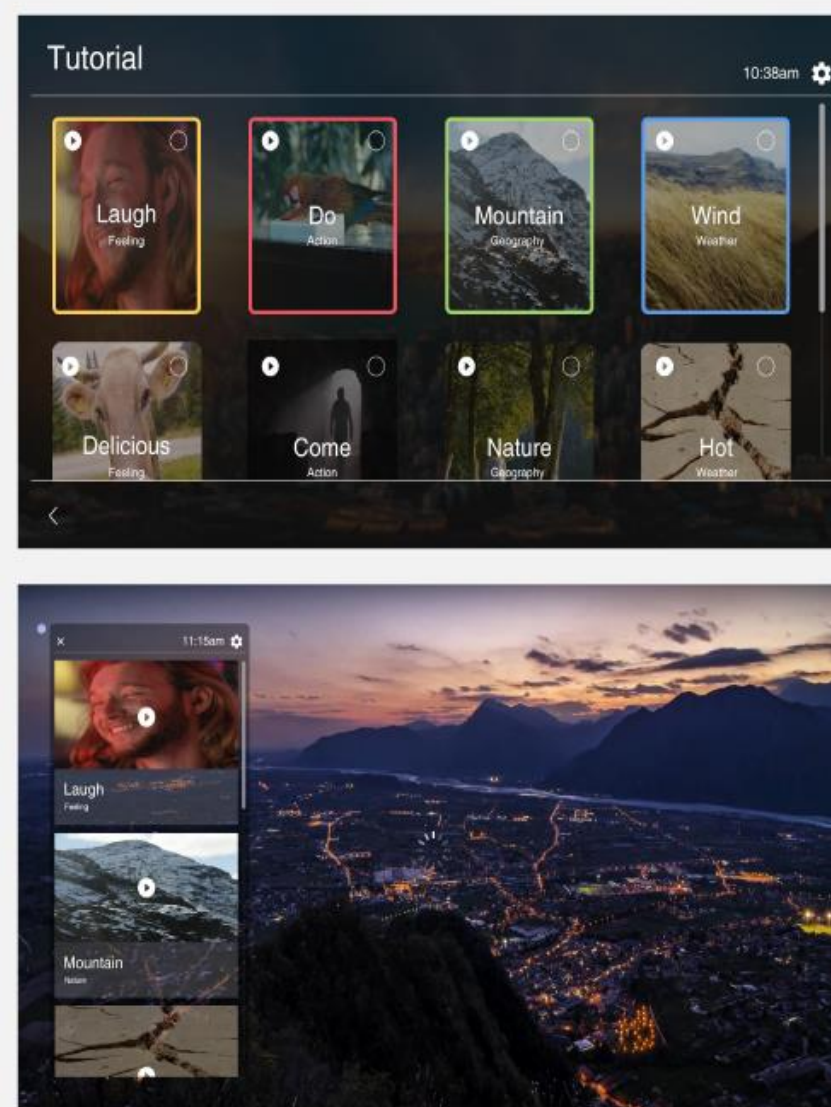 Tutorial
10:38am
Laugh
Feeling
Do
Action
Mountain
Geography
Wind
Weather
Delicious
Feeling
Come
Action
Nature
Geography
Hot
Weather
11:15am
Laugh
Feeling
Mountain
Nature